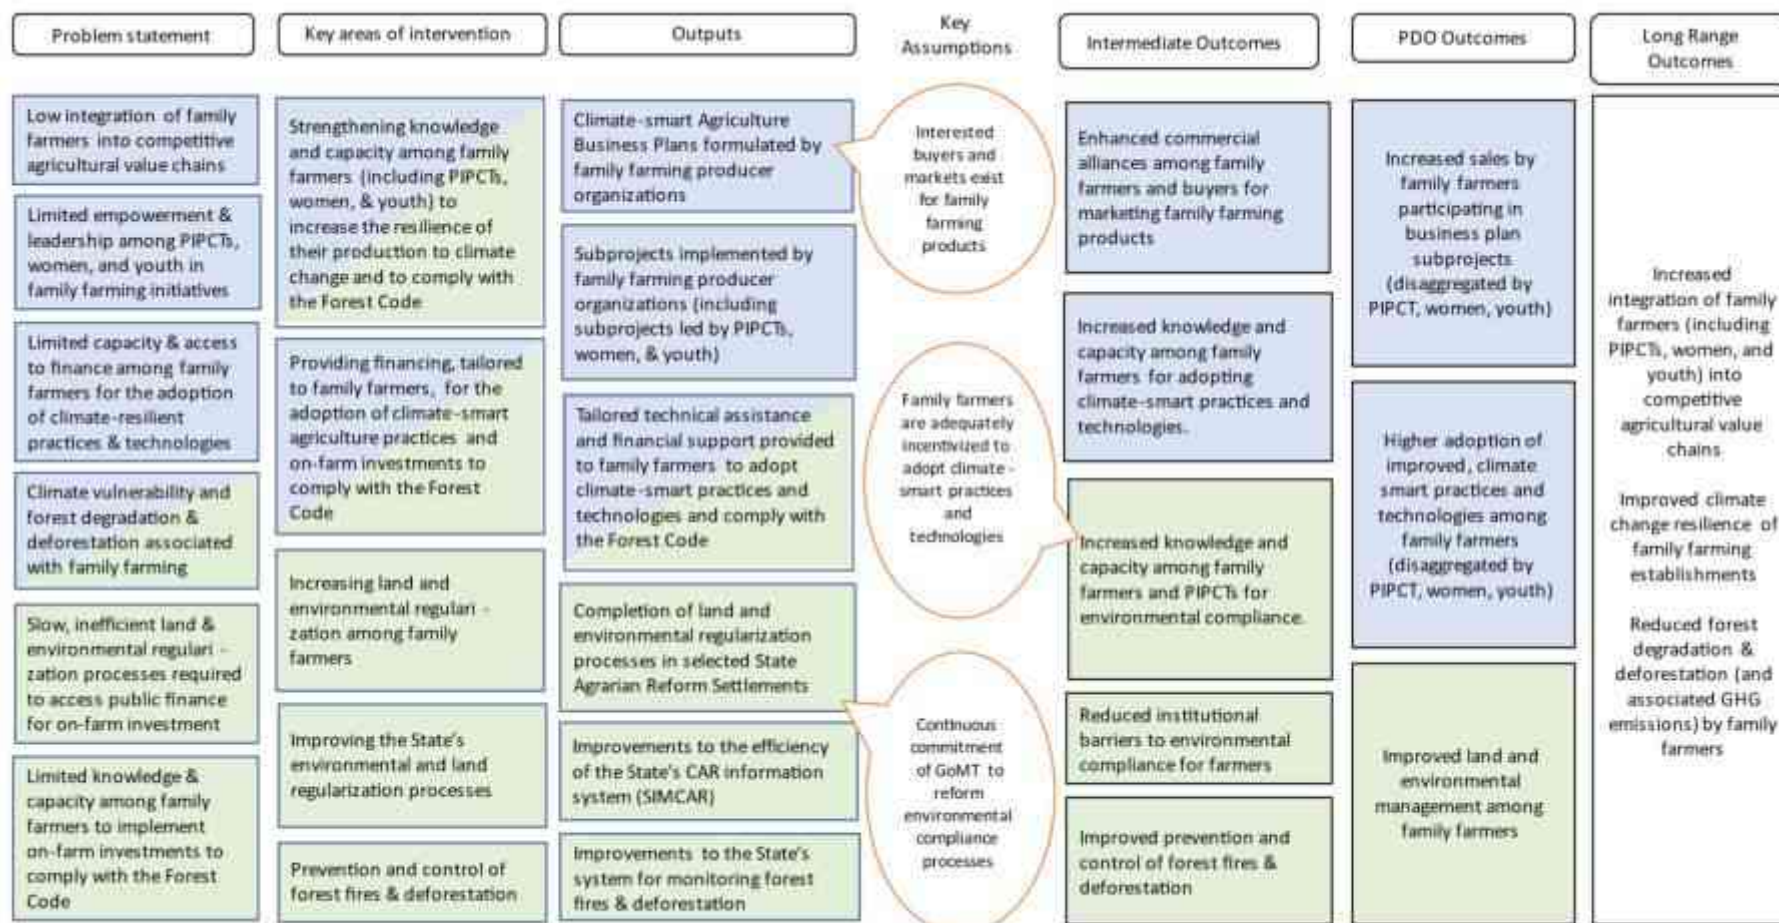 Problem statement
Key areas of intervention
Outputs
Key
Assumptions
Intermediate Outcomes
PDO Outcomes
Long Range
Outcomes
Low integration of family
farmers into competitive
agricultural value chains
Limited empowerment &
leadership among PIPCTs,
women, and youth in
family farming initiatives
Limited capacity & access
to finance among family
farmers for the adoption
of climate-resilient
practices & technologies
Climate vulnerability and
forest degradation &
deforestation associated
with family farming
Slow, inefficient land &
environmental regulari -
zation processes required
to access public finance
for on-farm investment
Limited knowledge &
capacity among family
farmers to implement
on-farm investments to
comply with the Forest
Code
Strengthening knowledge
and capacity among family
farmers (including PIPCTs,
women, & youth) to
increase the resilience of
their production to climate
change and to comply with
the Forest Code
Providing financing, tailored
to family farmers, for the
adoption of climate-smart
agriculture practices and
on-farm investments to
comply with the Forest
Code
Increasing land and
environmental regulari -
zation among family
farmers
Improving the State's
environmental and land
regularization processes
Prevention and control of
forest fires & deforestation
Climate-smart Agriculture
Business Plans formulated by
family farming producer
organizations
Subprojects implemented by
family farming producer
organizations (including
subprojects led by PIPCTs,
women, & youth)
Tailored technical assistance
and financial support provided
to family farmers to adopt
climate-smart practices and
technologies and comply with
the Forest Code
Completion of land and
environmental regularization
processes in selected State
Agrarian Reform Settlements
Improvements to the efficiency
of the State's CAR information
system (SIMCAR)
Improvements to the State's
system for monitoring forest
fires & deforestation
Interested
buyers and
markets exist
for family
farming
products
Family farmers
are adequately
incentivized to
adopt climate -
smart practices
and
technologies
Continuous
commitment
of GoMT to
reform
environmental
compliance
processes
Enhanced commercial
alliances among family
farmers and buyers for
marketing family farming
products
Increased knowledge and
capacity among family
farmers for adopting
climate-smart practices and
technologies.
Increased knowledge and
capacity among family
farmers and PIPCTs for
environmental compliance.
Reduced institutional
barriers to environmental
compliance for farmers
Improved prevention and
control of forest fires &
deforestation
Increased sales by
family farmers
participating in
business plan
subprojects
(disaggregated by
PIPCT, women, youth)
Higher adoption of
improved, climate
smart practices and
technologies among
family farmers
(disaggregated by
PIPCT, women, youth)
Improved land and
environmental
management among
family farmers
Increased
integration of family
farmers (including
PIPCTs, women, and
youth) into
competitive
agricultural value
chains
Improved climate
change resilience of
family farming
establishments
Reduced forest
degradation &
deforestation (and
associated GHG
emissions) by family
farmers